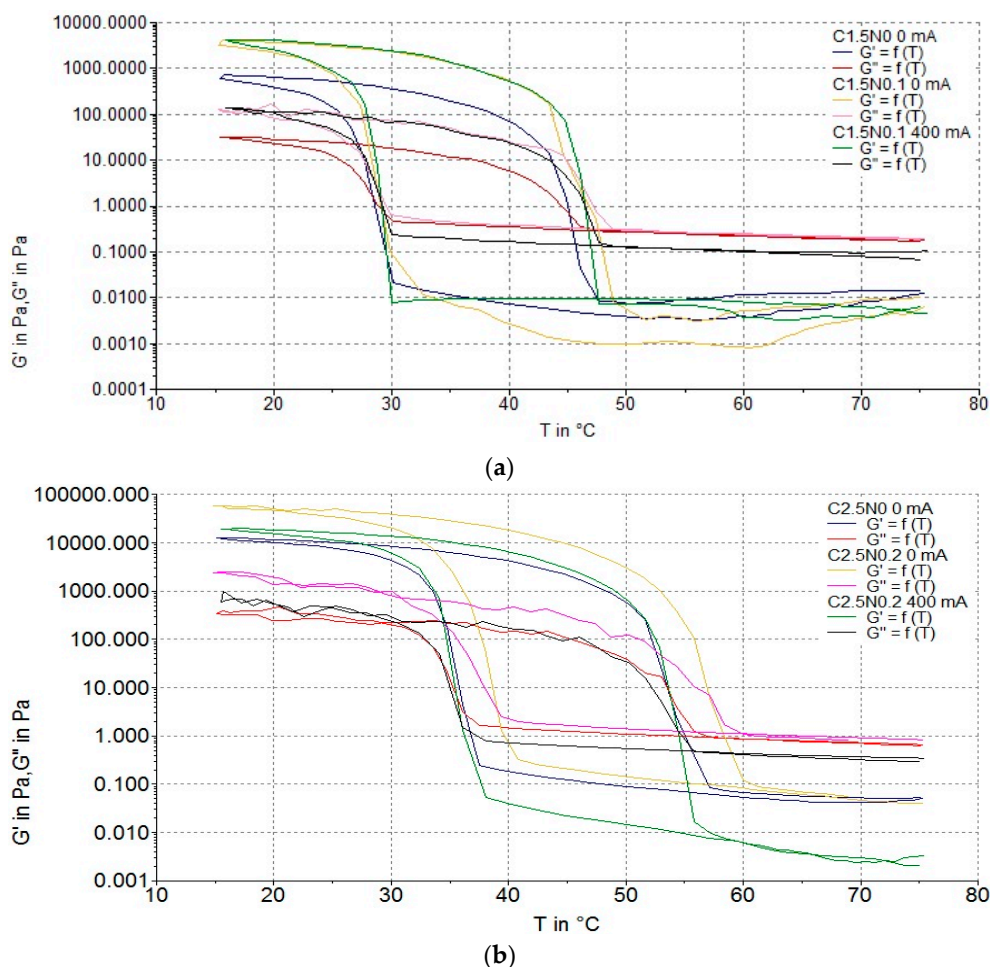 10000.0000
1000.0000
100.0000
10.0000
1.0000
0.1000
0.0100
0.0010
0.0001
G' in Pa,G'' in Pa
10 20 30 40 50 60 70 80
T in °C
C1.5N0 0 mA
G' = f (T)
G'' = f (T)
C1.5N0.1 0 mA
G' = f (T)
G'' = f (T)
C1.5N0.1 400 mA
G' = f (T)
G'' = f (T)
(a)
100000.000
10000.000
1000.000
100.000
10.000
1.000
0.100
0.010
0.001
G' in Pa,G'' in Pa
10 20 30 40 50 60 70 80
T in °C
C2.5N0 0 mA
G' = f (T)
G'' = f (T)
C2.5N0.2 0 mA
G' = f (T)
G'' = f (T)
C2.5N0.2 400 mA
G' = f (T)
G'' = f (T)
(b)